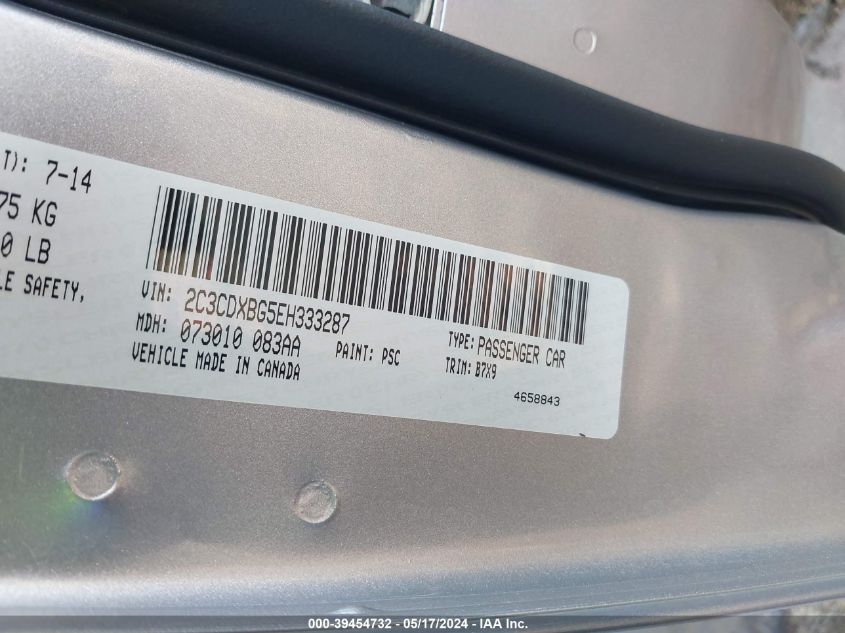 T): 7-14
75 KG
0 LB
LE SAFETY,
VIN: 2C3CDXBG5EH333287
MDH: 073010 083AA
PAINT: PSC
VEHICLE MADE IN CANADA
TYPE: PASSENGER CAR
TRIM: B7X9
4658843
000-39454732 - 05/17/2024 - IAA Inc.